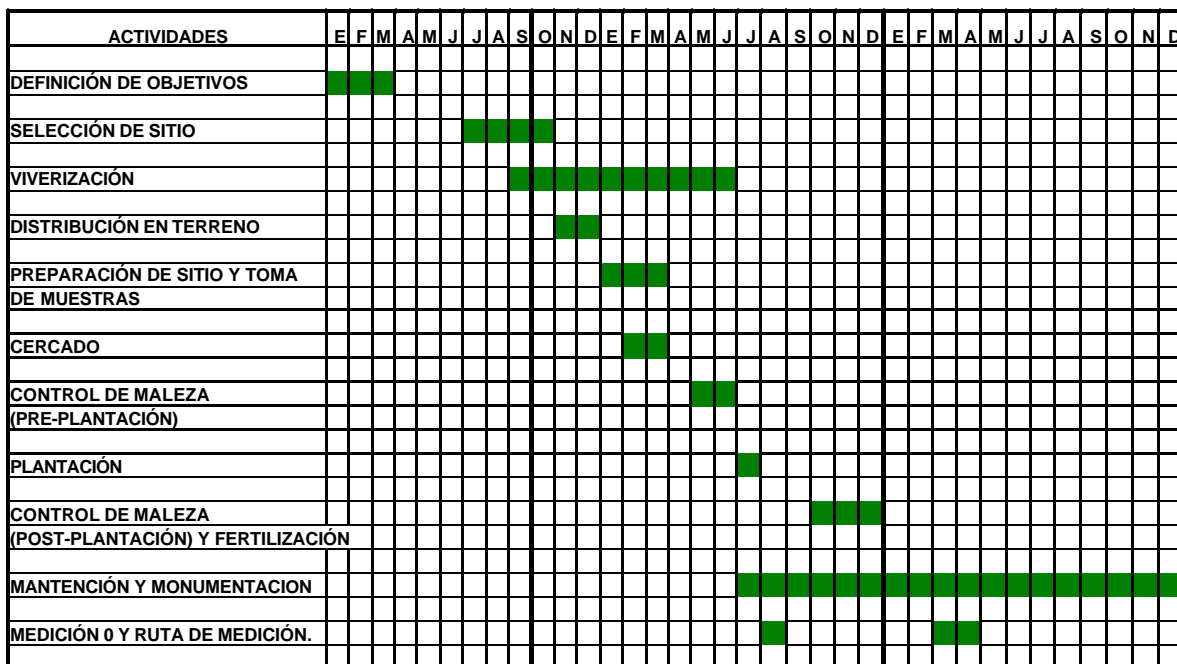 ACTIVIDADES E F M A M J J A S O N D E F M A M J J A S O N D E F M A M J J A S O N D
DEFINICIÓN DE OBJETIVOS
SELECCIÓN DE SITIO
VIVERIZACIÓN
DISTRIBUCIÓN EN TERRENO
PREPARACIÓN DE SITIO Y TOMA
DE MUESTRAS
CERCADO
CONTROL DE MALEZA
(PRE-PLANTACIÓN)
PLANTACIÓN
CONTROL DE MALEZA
(POST-PLANTACIÓN) Y FERTILIZACIÓN
MANTENCIÓN Y MONUMENTACION
MEDICIÓN 0 Y RUTA DE MEDICIÓN.